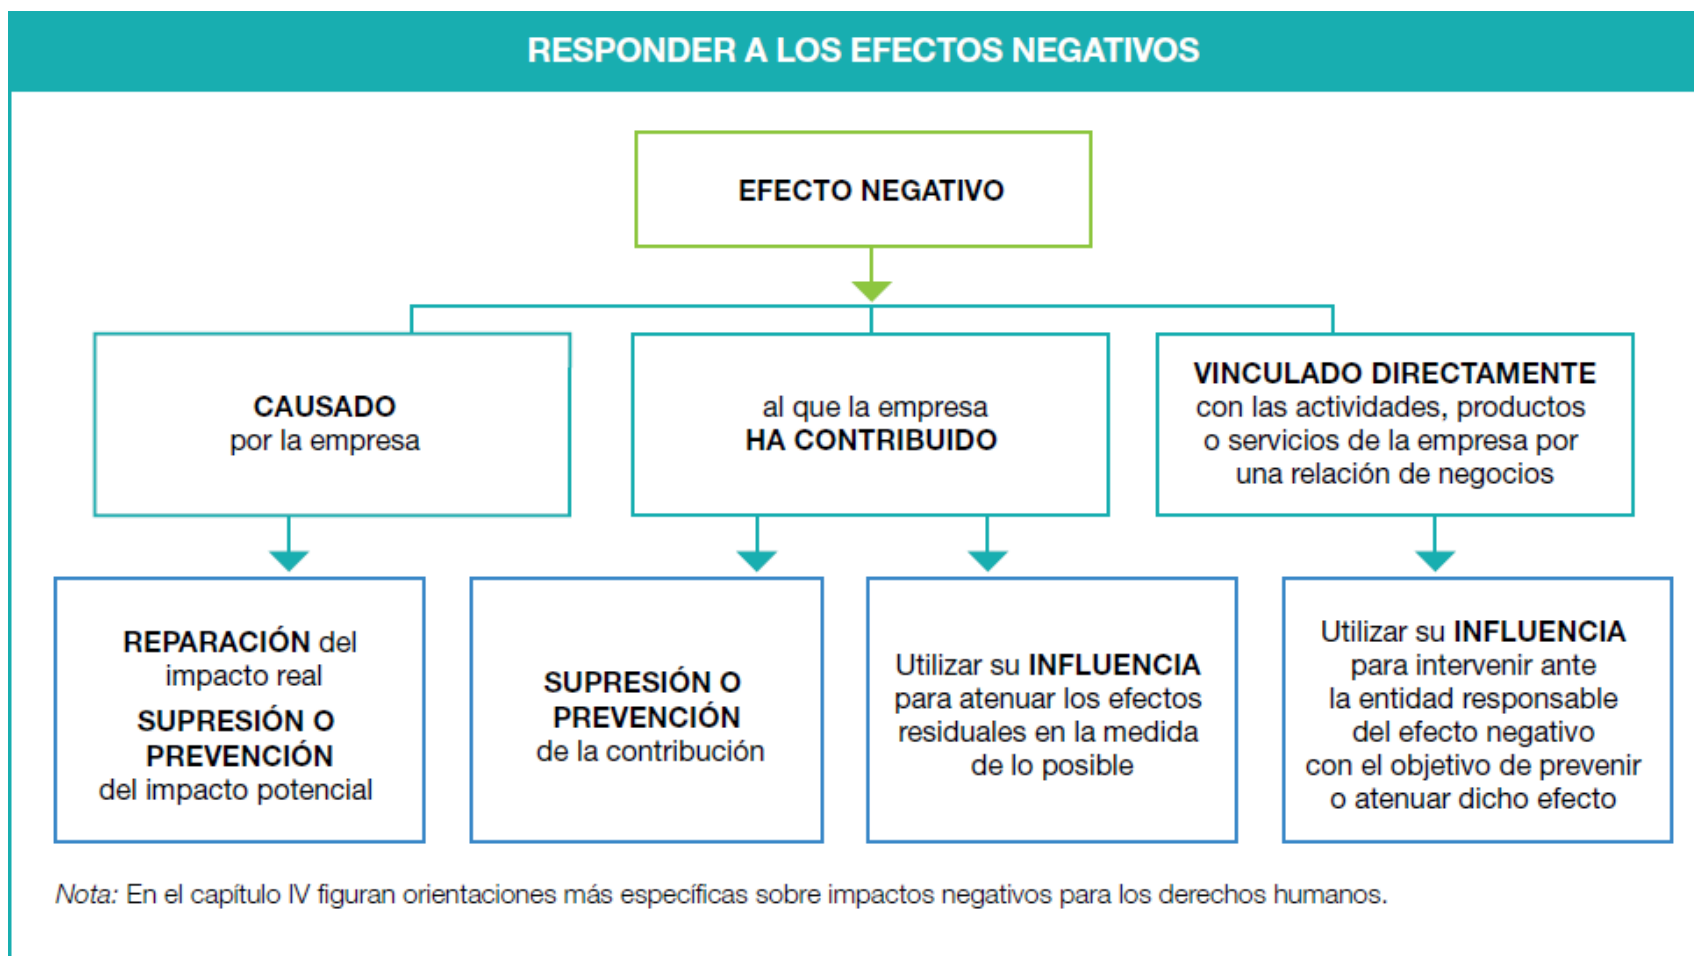 RESPONDER A LOS EFECTOS NEGATIVOS
EFECTO NEGATIVO
CAUSADO
por la empresa
al que la empresa
HA CONTRIBUIDO
VINCULADO DIRECTAMENTE
con las actividades, productos
o servicios de la empresa por
una relación de negocios
REPARACIÓN del
impacto real
SUPRESIÓN O
PREVENCIÓN
del impacto potencial
SUPRESIÓN O
PREVENCIÓN
de la contribución
Utilizar su INFLUENCIA
para atenuar los efectos
residuales en la medida
de lo posible
Utilizar su INFLUENCIA
para intervenir ante
la entidad responsable
del efecto negativo
con el objetivo de prevenir
o atenuar dicho efecto
Nota: En el capítulo IV figuran orientaciones más específicas sobre impactos negativos para los derechos humanos.